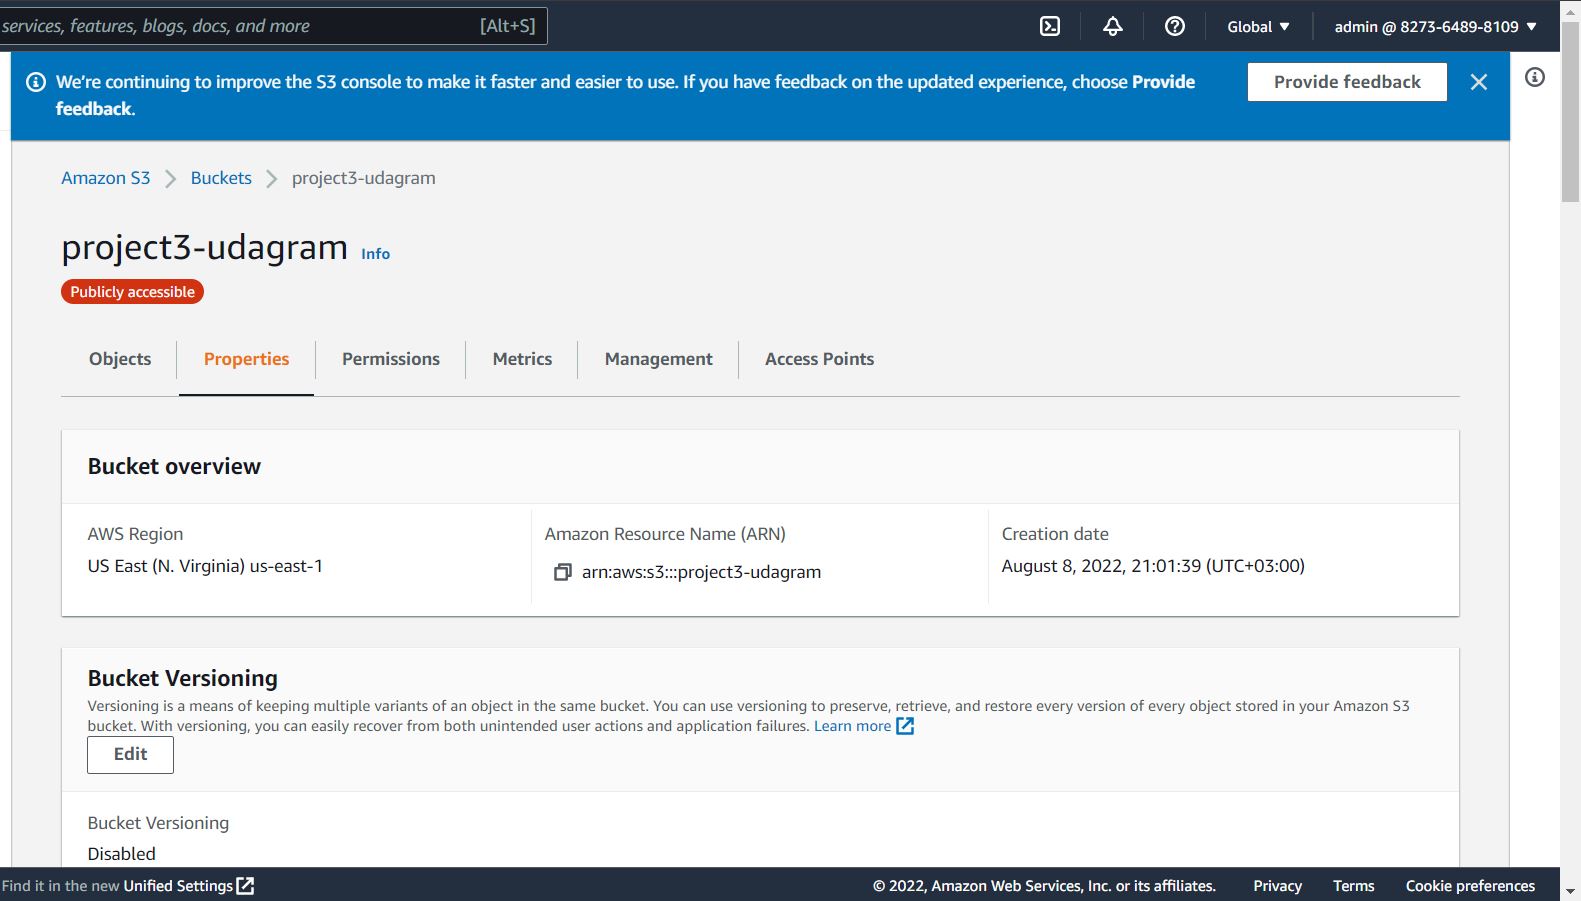 services, features, blogs, docs, and more [Alt+S] Global ▼ admin @ 8273-6489-8109 ▼
We're continuing to improve the S3 console to make it faster and easier to use. If you have feedback on the updated experience, choose Provide
feedback.
Provide feedback
Amazon S3 > Buckets > project3-udagram
project3-udagram Info
Publicly accessible
Objects Properties Permissions Metrics Management Access Points
Bucket overview
AWS Region
US East (N. Virginia) us-east-1
Amazon Resource Name (ARN)
arn:aws:s3:::project3-udagram
Creation date
August 8, 2022, 21:01:39 (UTC+03:00)
Bucket Versioning
Versioning is a means of keeping multiple variants of an object in the same bucket. You can use versioning to preserve, retrieve, and restore every version of every object stored in your Amazon S3
bucket. With versioning, you can easily recover from both unintended user actions and application failures. Learn more
Edit
Bucket Versioning
Disabled
Find it in the new Unified Settings © 2022, Amazon Web Services, Inc. or its affiliates. Privacy Terms Cookie preferences